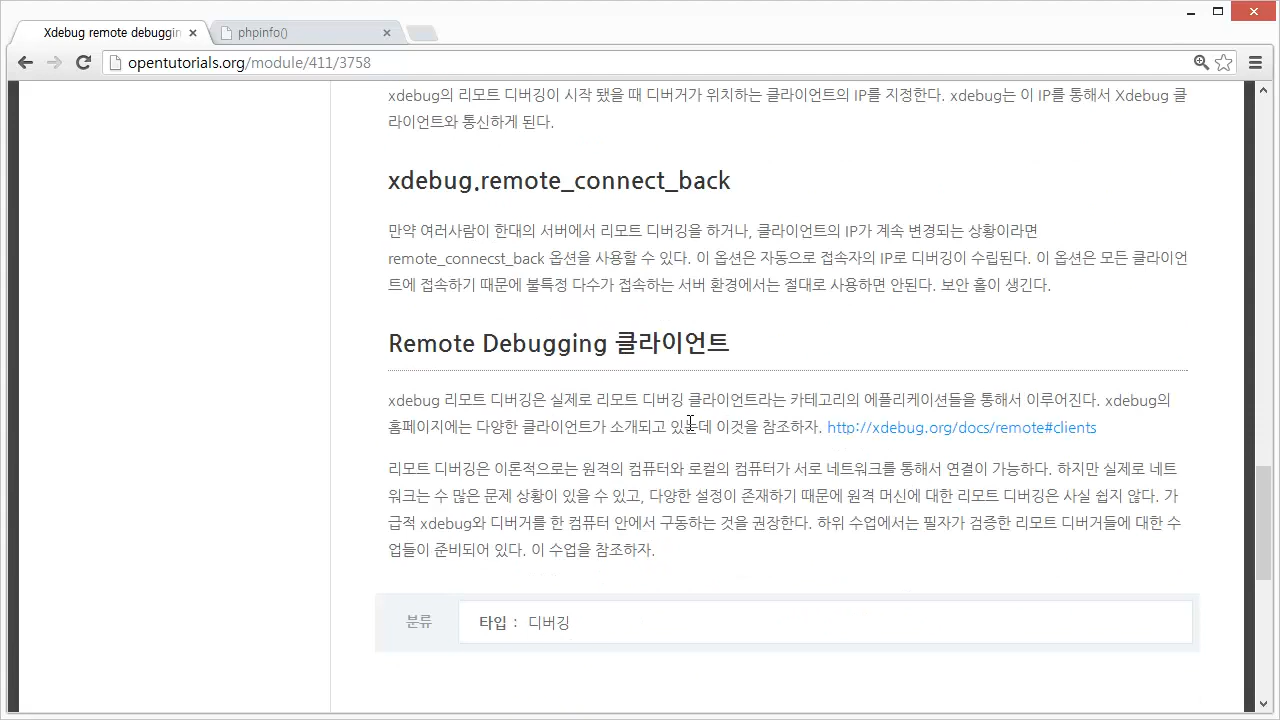 Xdebug remote debuggin
phpinfo()
opentutorials.org/module/411/3758
xdebug의 리모트 디버깅이 시작 됐을 때 디버거가 위치하는 클라이언트의 IP를 지정한다. xdebug는 이 IP를 통해서 Xdebug 클
라이언트와 통신하게 된다.
xdebug.remote_connect_back
만약 여러사람이 한대의 서버에서 리모트 디버깅을 하거나, 클라이언트의 IP가 계속 변경되는 상황이라면
remote_connecst_back 옵션을 사용할 수 있다. 이 옵션은 자동으로 접속자의 IP로 디버깅이 수립된다. 이 옵션은 모든 클라이언
트에 접속하기 때문에 불특정 다수가 접속하는 서버 환경에서는 절대로 사용하면 안된다. 보안 홀이 생긴다.
Remote Debugging 클라이언트
xdebug 리모트 디버깅은 실제로 리모트 디버깅 클라이언트라는 카테고리의 에플리케이션들을 통해서 이루어진다. xdebug의
홈페이지에는 다양한 클라이언트가 소개되고 있는데 이것을 참조하자. http://xdebug.org/docs/remote#clients
리모트 디버깅은 이론적으로는 원격의 컴퓨터와 로컬의 컴퓨터가 서로 네트워크를 통해서 연결이 가능하다. 하지만 실제로 네트
워크는 수 많은 문제 상황이 있을 수 있고, 다양한 설정이 존재하기 때문에 원격 머신에 대한 리모트 디버깅은 사실 쉽지 않다. 가
급적 xdebug와 디버거를 한 컴퓨터 안에서 구동하는 것을 권장한다. 하위 수업에서는 필자가 검증한 리모트 디버거들에 대한 수
업들이 준비되어 있다. 이 수업을 참조하자.
분류
타입 : 디버깅